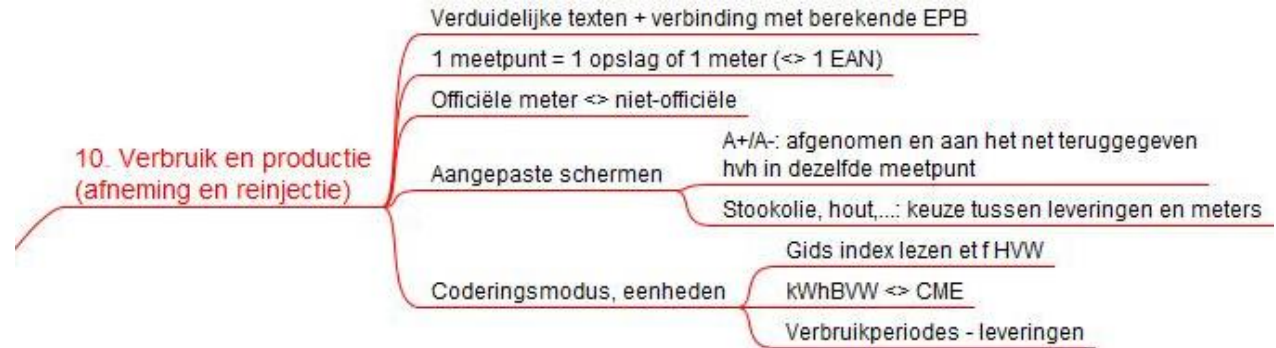 Verduidelijke texten + verbinding met berekende EPB
1 meetpunt = 1 opslag of 1 meter (<> 1 EAN)
Officiële meter <> niet-officiële
10. Verbruik en productie
(afneming en reinjectie)
Aangepaste schermen
A+/A-: afgenomen en aan het net teruggegeven
hvh in dezelfde meetpunt
Stookolie, hout,...: keuze tussen leveringen en meters
Coderingsmodus, eenheden
Gids index lezen et f HVW
kWhBVW <> CME
Verbruikperiodes - leveringen